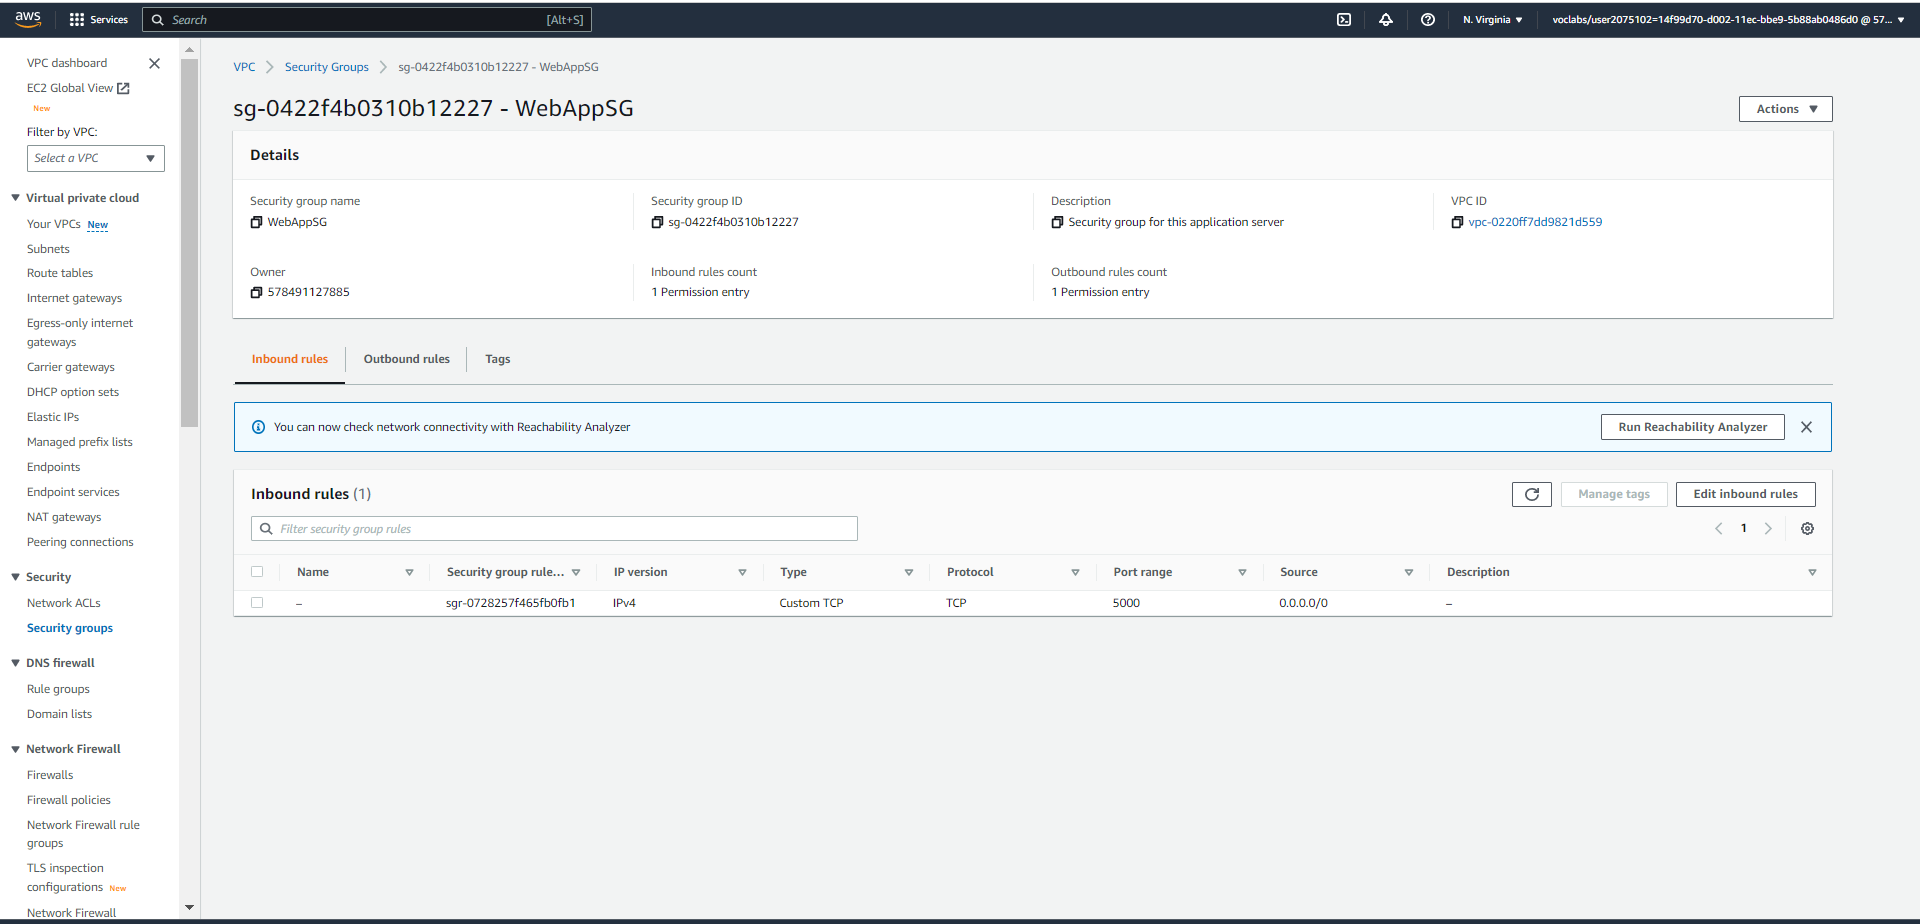 aws Services Search [Alt+S] N. Virginia voclabs/user2075102=14f99d70-d002-11ec-bbe9-5b88ab0486d0 @ 57...
VPC dashboard
EC2 Global View
New
Filter by VPC:
Select a VPC
Virtual private cloud
Your VPCs New
Subnets
Route tables
Internet gateways
Egress-only internet
gateways
Carrier gateways
DHCP option sets
Elastic IPs
Managed prefix lists
Endpoints
Endpoint services
NAT gateways
Peering connections
Security
Network ACLs
Security groups
DNS firewall
Rule groups
Domain lists
Network Firewall
Firewalls
Firewall policies
Network Firewall rule
groups
TLS inspection
configurations New
Network Firewall
VPC Security Groups sg-0422f4b0310b12227 - WebAppSG
sg-0422f4b0310b12227 - WebAppSG
Actions
Details
Security group name
WebAppSG
Security group ID
sg-0422f4b0310b12227
Description
Security group for this application server
VPC ID
vpc-0220ff7dd9821d559
Owner
578491127885
Inbound rules count
1 Permission entry
Outbound rules count
1 Permission entry
Inbound rules Outbound rules Tags
You can now check network connectivity with Reachability Analyzer Run Reachability Analyzer
Inbound rules (1) Manage tags Edit inbound rules
Filter security group rules 1
Name Security group rule... IP version Type Protocol Port range Source Description
– sgr-0728257f465fb0fb1 IPv4 Custom TCP TCP 5000 0.0.0.0/0 –